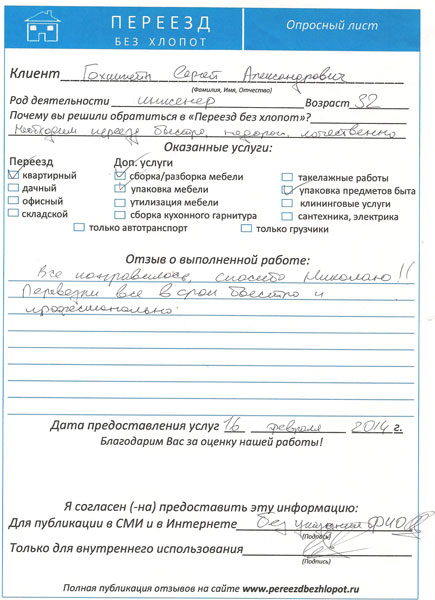 ПЕРЕЕЗД
БЕЗ ХЛОПОТ
Опросный лист
Клиент Александрович
(Фамилия, Имя, Отчество)
Род деятельности инженер Возраст 32
Почему вы решили обратиться в «Переезд без хлопот»?
Необходим переезд быстро, недорого, качественно
Оказанные услуги:
Переезд Доп. услуги
квартирный сборка/разборка мебели такелажные работы
дачный упаковка мебели упаковка предметов быта
офисный утилизация мебели клининговые услуги
складской сборка кухонного гарнитура сантехника, электрика
только автотранспорт только грузчики
Отзыв о выполненной работе:
Все понравилось, спасибо Николаю!!
Перевезли все в срок быстро и
профессионально.
Дата предоставления услуг 16 февраля 2014 г.
Благодарим Вас за оценку нашей работы!
Я согласен (-на) предоставить эту информацию:
Для публикации в СМИ и в Интернете без указания ФИО
(Подпись)
Только для внутреннего использования
(Подпись)
Полная публикация отзывов на сайте www.pereezdbezhlopot.ru